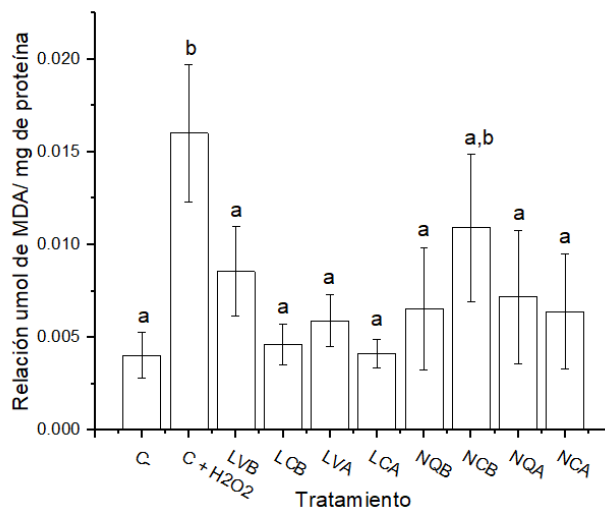 Relación umol de MDA/ mg de proteína
0.020
0.015
0.010
0.005
0.000
a
b
a
a
a
a
a
a,b
a
a
C-
C + H2O2
LVB
LCB
LVA
LCA
NQB
NCB
NQA
NCA
Tratamiento